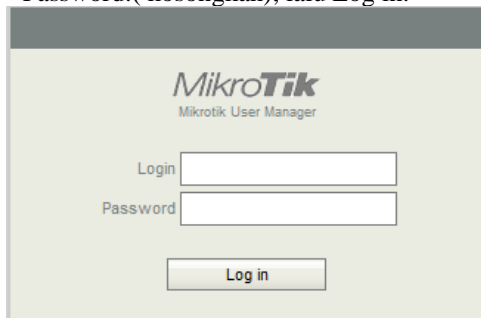 Password:( kosongkan), lalu Log in.
MikroTik
Mikrotik User Manager
Login
Password
Log in